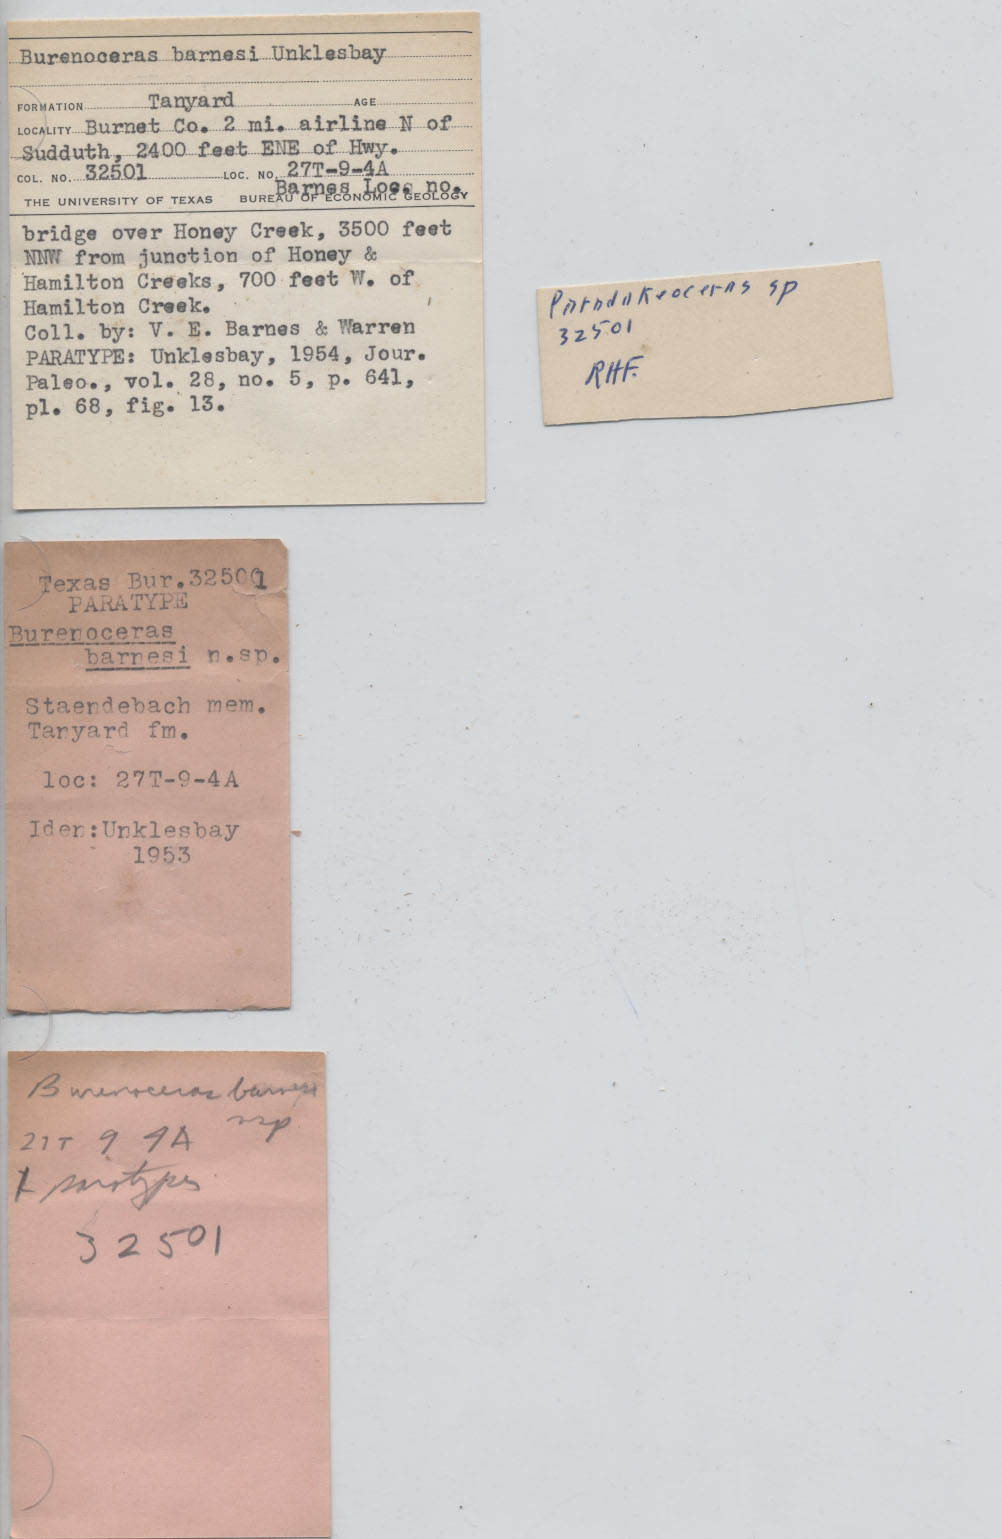 Burenoceras barnesi Unklesbay
FORMATION Tanyard AGE
LOCALITY Burnet Co. 2 mi. airline N of
Sudduth, 2400 feet ENE of Hwy.
COL. NO. 32501 LOC. NO. 27T-9-4A
Barnes Loc. no.
THE UNIVERSITY OF TEXAS BUREAU OF ECONOMIC GEOLOGY
bridge over Honey Creek, 3500 feet
NNW from junction of Honey &
Hamilton Creeks, 700 feet W. of
Hamilton Creek.
Coll. by: V. E. Barnes & Warren
PARATYPE: Unklesbay, 1954, Jour.
Paleo., vol. 28, no. 5, p. 641,
pl. 68, fig. 13.
Paradakeoceras sp
32501
RHF.
Texas Bur. 32501
PARATYPE
Burenoceras
barnesi n.sp.
Staendebach mem.
Tanyard fm.
loc: 27T-9-4A
Iden:Unklesbay
1953
Burenoceras barnesi
nsp
27T 9 4A
paratypes
32501